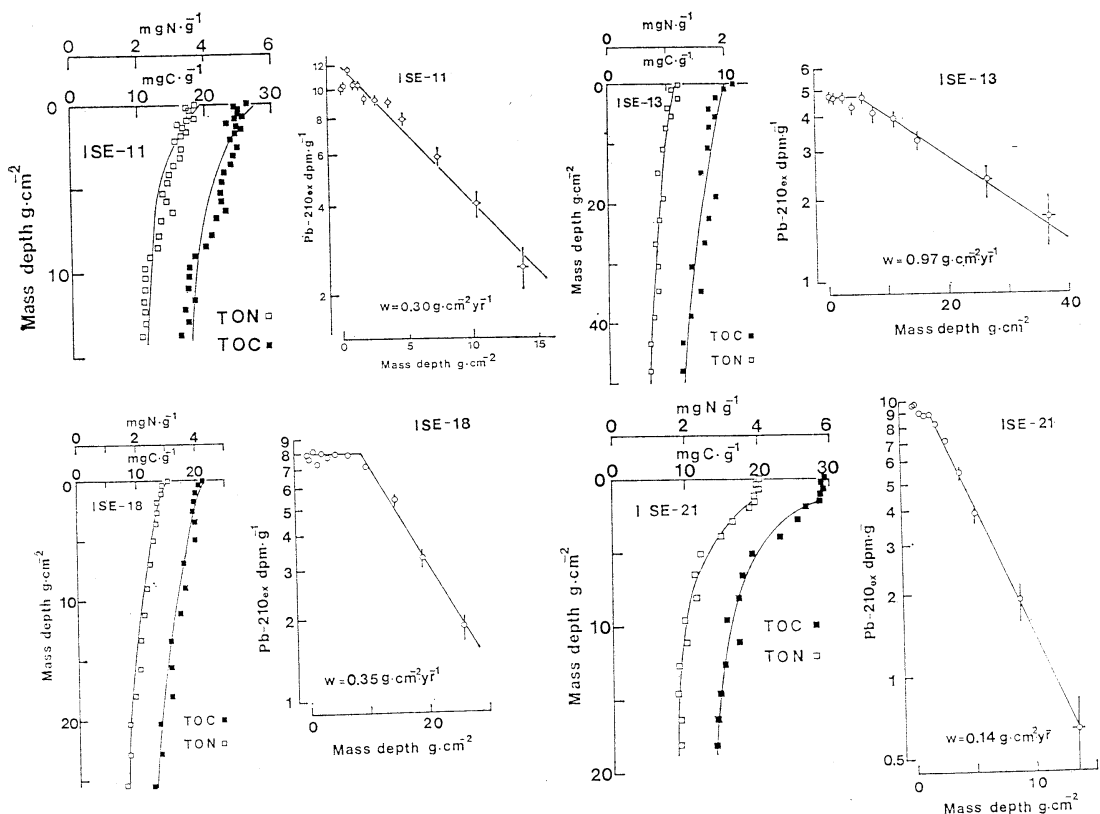 mgN·g⁻¹
0 2 4 6
mgC·g⁻¹
0 10 20 30
0
10
Mass depth g·cm⁻²
ISE-11
TON □
TOC ■
ISE-11
12
10
8
6
4
2
Pb-210ex dpm·g⁻¹
w=0.30g·cm⁻²yr⁻¹
0 5 10 15
Mass depth g·cm⁻²
mgN·g⁻¹
0 2
mgC·g⁻¹
0 10
0
20
40
Mass depth g·cm⁻²
ISE-13
TOC ■
TON □
ISE-13
6
5
4
3
2
1
Pb-210ex dpm·g⁻¹
w=0.97g·cm⁻²yr⁻¹
0 20 40
Mass depth g·cm⁻²
mgN·g⁻¹
0 2 4
mgC·g⁻¹
0 10 20
0
10
20
Mass depth g·cm⁻²
ISE-18
TOC ■
TON □
ISE-18
9
8
7
6
5
4
3
2
1
Pb-210ex dpm·g⁻¹
w=0.35g·cm⁻²yr⁻¹
0 20
Mass depth g·cm⁻²
mgN g⁻¹
0 2 4 6
mgC·g⁻¹
0 10 20 30
0
5
10
15
20
Mass depth g·cm⁻²
ISE-21
TOC ■
TON □
ISE-21
10
9
8
7
6
5
4
3
2
1
0.5
Pb-210ex dpm·g⁻¹
w=0.14g·cm⁻²yr⁻¹
0 10
Mass depth g·cm⁻²